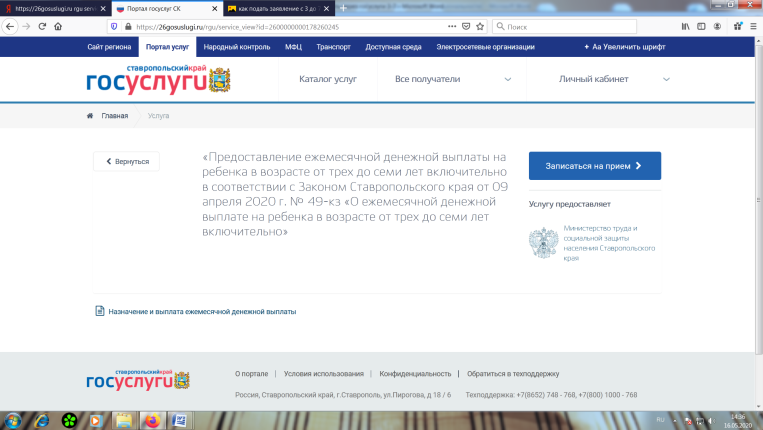 https://26gosuslugi.ru rgu servic
Портал госуслуг СК
как подать заявление с 3 до
https://26gosuslugi.ru/rgu/service_view?id=2600000000178260245
Поиск
Сайт региона Портал услуг Народный контроль МФЦ Транспорт Доступная среда Электросетевые организации + Аа Увеличить шрифт
ставропольский край
госуслуги
Каталог услуг Все получатели Личный кабинет
Главная Услуга
Вернуться
«Предоставление ежемесячной денежной выплаты на
ребенка в возрасте от трех до семи лет включительно
в соответствии с Законом Ставропольского края от 09
апреля 2020 г. № 49-кз «О ежемесячной денежной
выплате на ребенка в возрасте от трех до семи лет
включительно»
Записаться на прием
Услугу предоставляет
Министерство труда и
социальной защиты
населения Ставропольского
края
Назначение и выплата ежемесячной денежной выплаты
ставропольский край
госуслуги
О портале | Условия использования | Конфиденциальность | Обратиться в техподдержку
Россия, Ставропольский край, г.Ставрополь, ул.Пирогова, д 18 / 6 Техподдержка: +7(8652) 748 - 768, +7(800) 1000 - 768
RU
14:36
16.05.2020